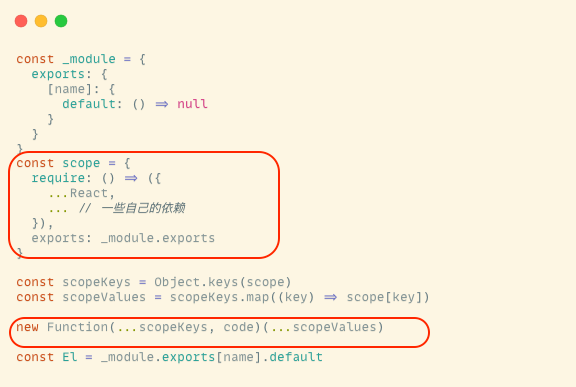 const _module = {
  exports: {
    [name]: {
      default: () => null
    }
  }
}
const scope = {
  require: () => ({
    ...React,
    ... // 一些自己的依赖
  }),
  exports: _module.exports
}
const scopeKeys = Object.keys(scope)
const scopeValues = scopeKeys.map((key) => scope[key])
new Function(...scopeKeys, code)(...scopeValues)
const El = _module.exports[name].default